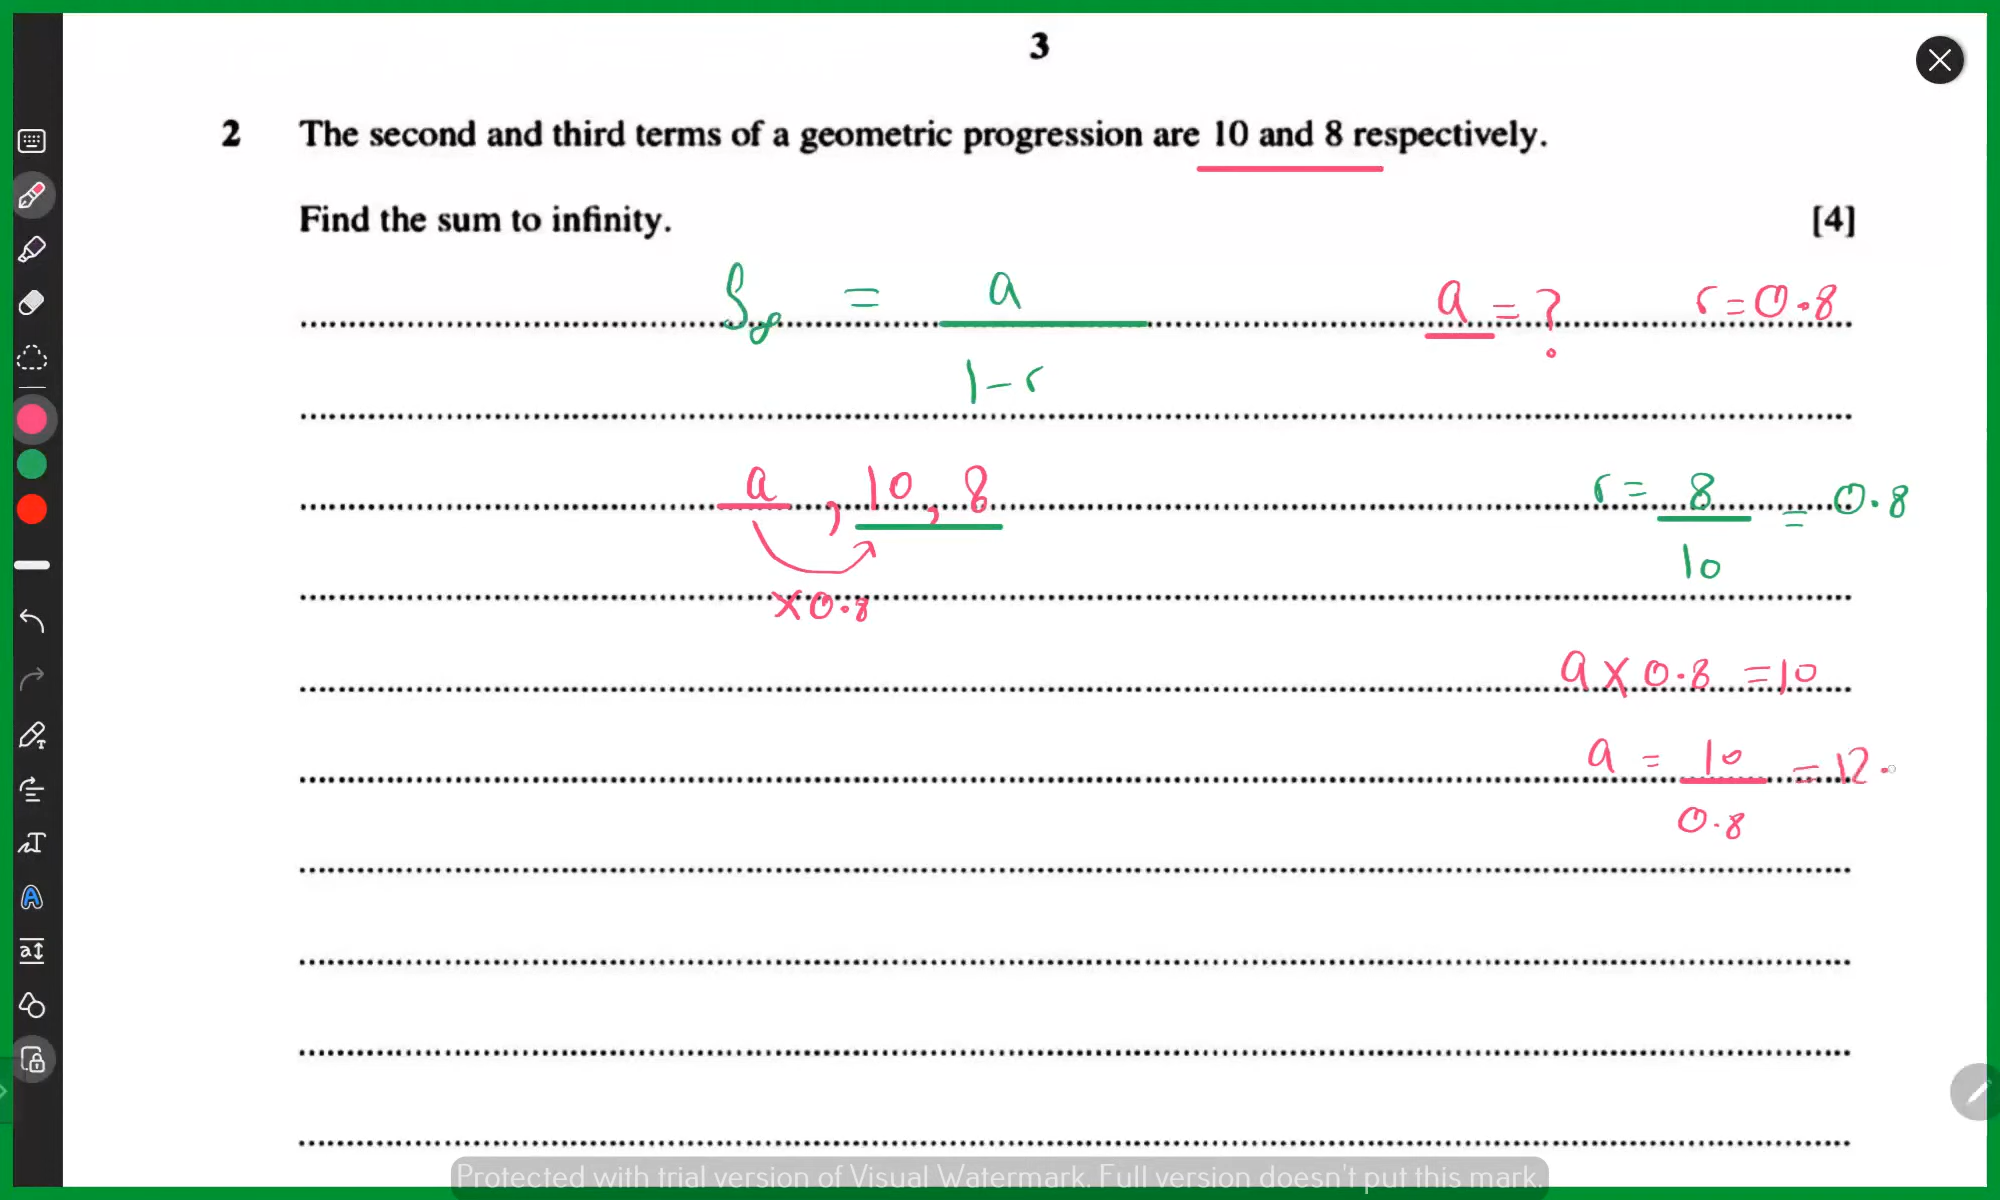 3
2 The second and third terms of a geometric progression are 10 and 8 respectively.
Find the sum to infinity. [4]
S∞ = a / 1-r
a = ? r = 0.8
a, 10, 8
r = 8/10 = 0.8
×0.8
a × 0.8 = 10
a = 10/0.8 = 12.
Protected with trial version of Visual Watermark. Full version doesn't put this mark.